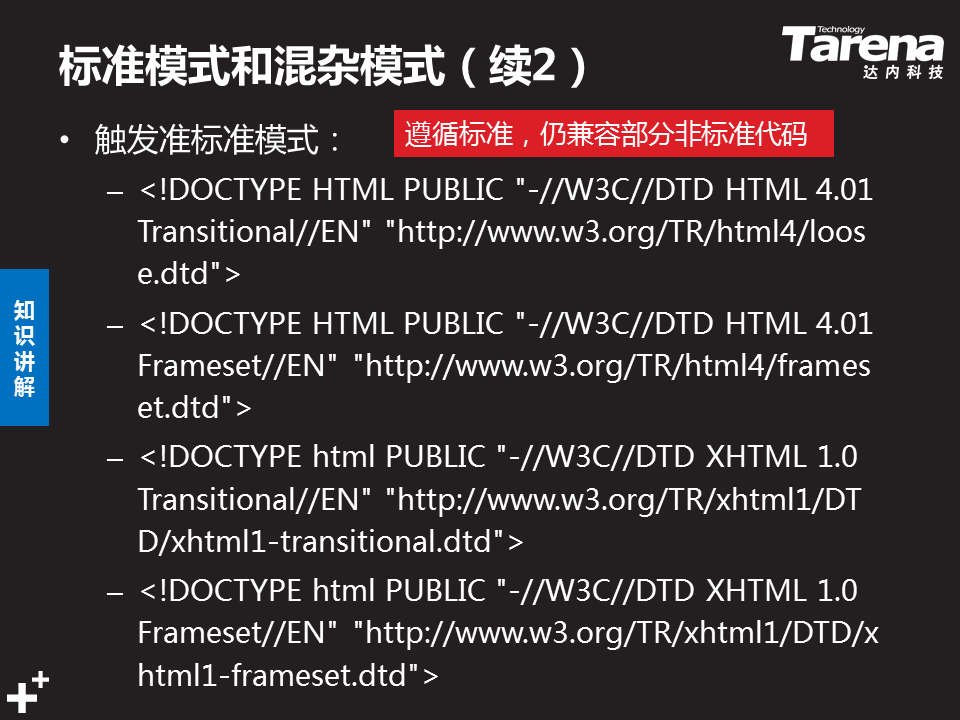 标准模式和混杂模式（续2）
Technology
Tarena
达内科技
• 触发准标准模式：
遵循标准，仍兼容部分非标准代码
– <!DOCTYPE HTML PUBLIC "-//W3C//DTD HTML 4.01
Transitional//EN" "http://www.w3.org/TR/html4/loos
e.dtd">
– <!DOCTYPE HTML PUBLIC "-//W3C//DTD HTML 4.01
Frameset//EN" "http://www.w3.org/TR/html4/frames
et.dtd">
– <!DOCTYPE html PUBLIC "-//W3C//DTD XHTML 1.0
Transitional//EN" "http://www.w3.org/TR/xhtml1/DT
D/xhtml1-transitional.dtd">
– <!DOCTYPE html PUBLIC "-//W3C//DTD XHTML 1.0
Frameset//EN" "http://www.w3.org/TR/xhtml1/DTD/x
html1-frameset.dtd">
知
识
讲
解